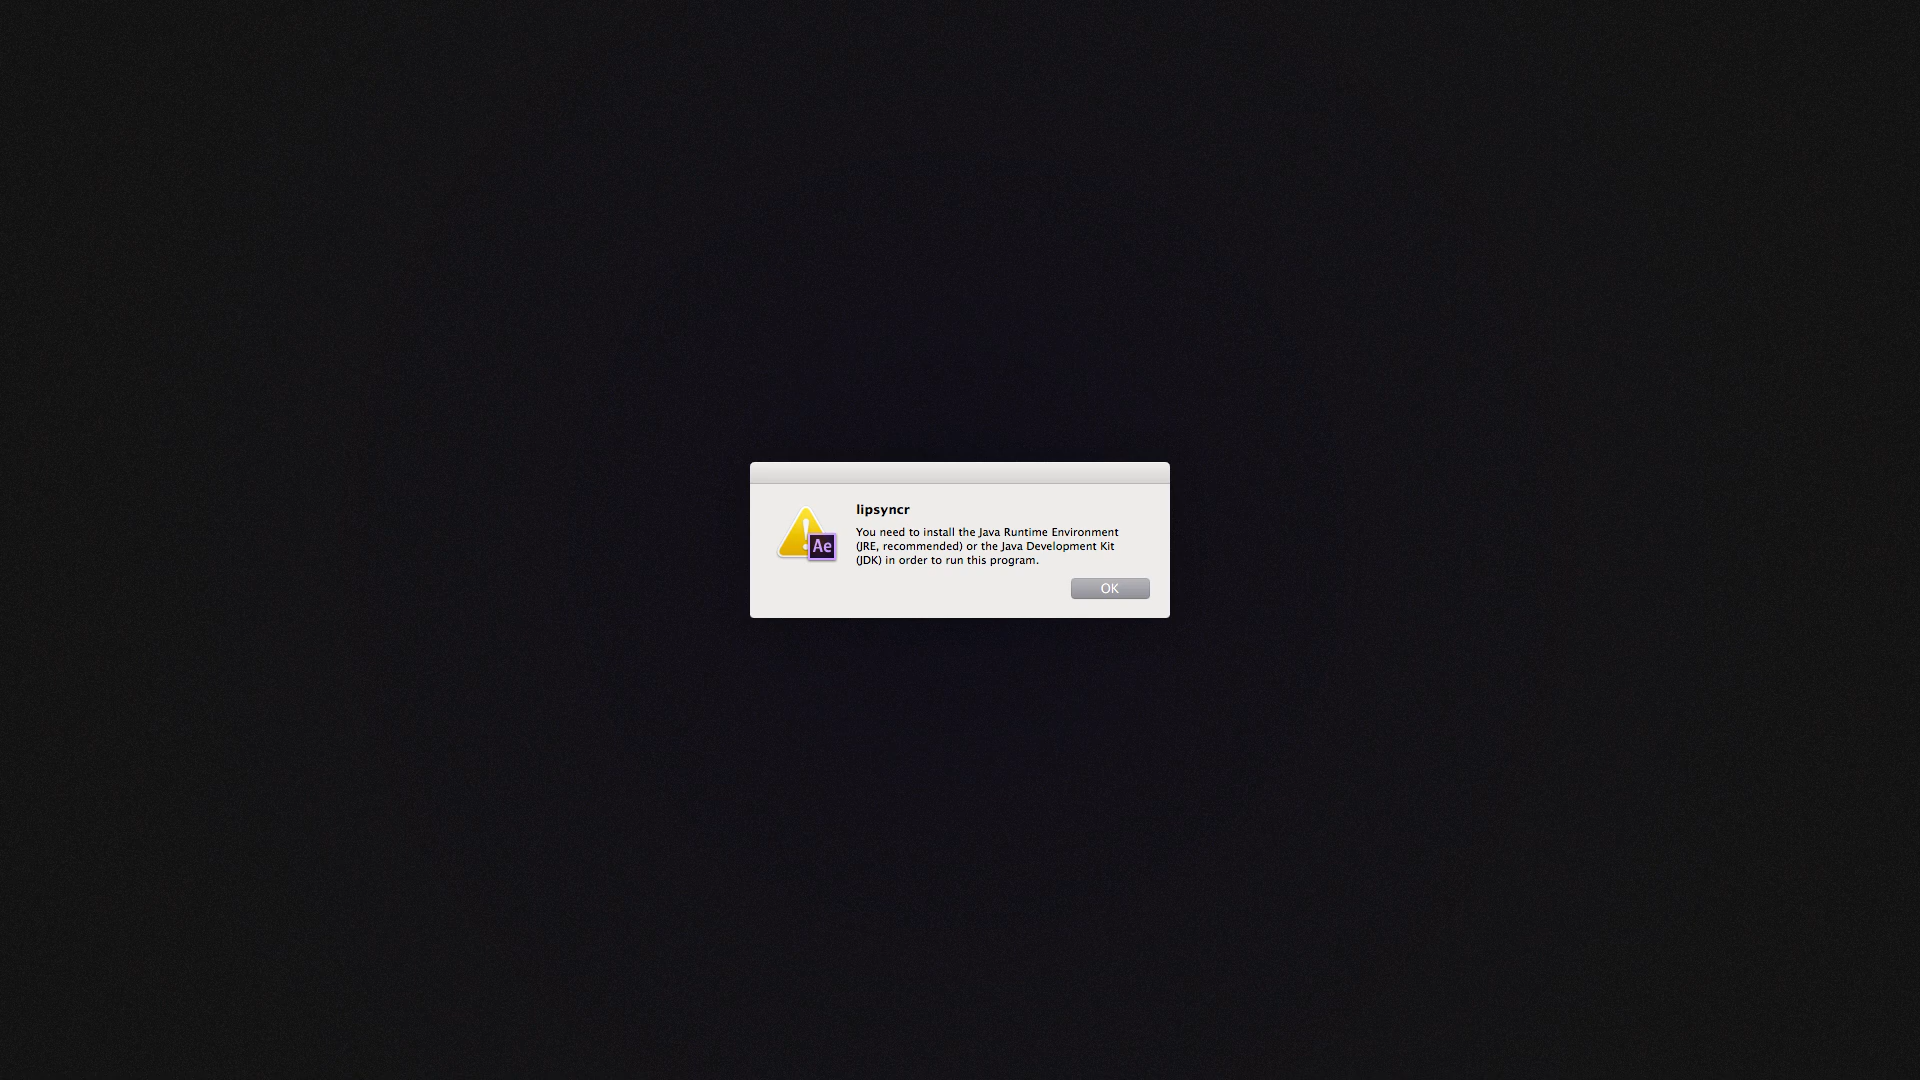 lipsyncr
You need to install the Java Runtime Environment
(JRE, recommended) or the Java Development Kit
(JDK) in order to run this program.
Ae
OK